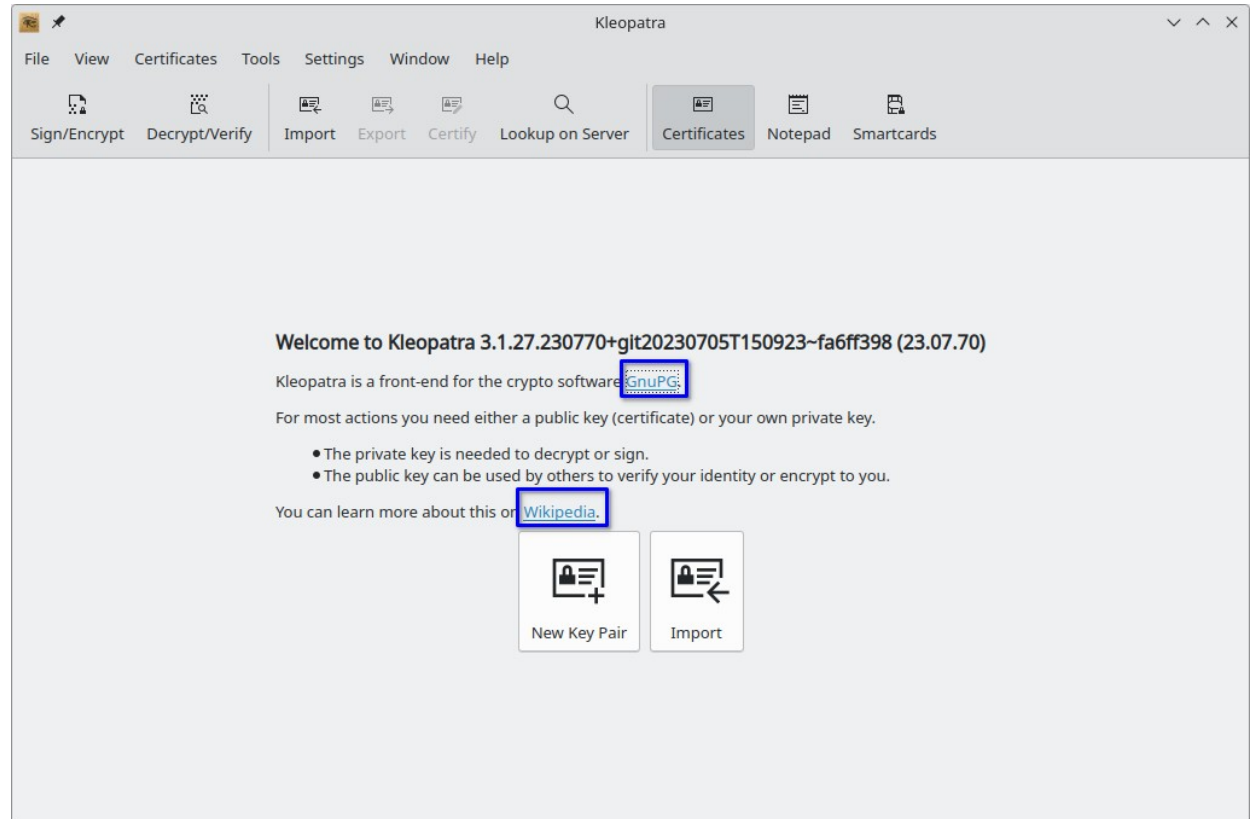 Kleopatra
File View Certificates Tools Settings Window Help
Sign/Encrypt Decrypt/Verify Import Export Certify Lookup on Server Certificates Notepad Smartcards
Welcome to Kleopatra 3.1.27.230770+git20230705T150923~fa6ff398 (23.07.70)
Kleopatra is a front-end for the crypto software GnuPG.
For most actions you need either a public key (certificate) or your own private key.
• The private key is needed to decrypt or sign.
• The public key can be used by others to verify your identity or encrypt to you.
You can learn more about this on Wikipedia.
New Key Pair Import